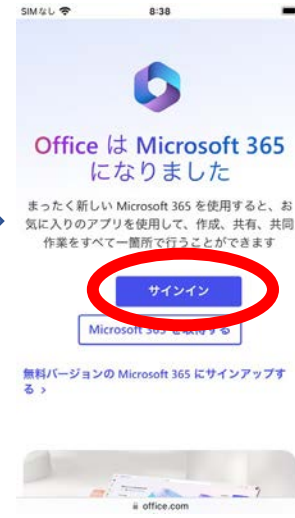 SIMなし 8:38
Office は Microsoft 365
になりました
まったく新しい Microsoft 365 を使用すると、お
気に入りのアプリを使用して、作成、共有、共同
作業をすべて一箇所で行うことができます
サインイン
Microsoft 365 を取得する
無料バージョンの Microsoft 365 にサインアップす
る >
office.com